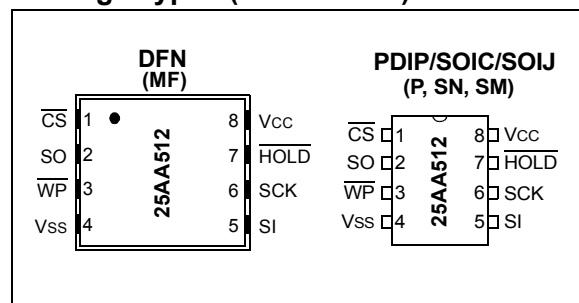 DFN
(MF)
CS 1 8 VCC
SO 2 7 HOLD
WP 3 6 SCK
VSS 4 5 SI
25AA512
PDIP/SOIC/SOIJ
(P, SN, SM)
CS 1 8 VCC
SO 2 7 HOLD
WP 3 6 SCK
VSS 4 5 SI
25AA512